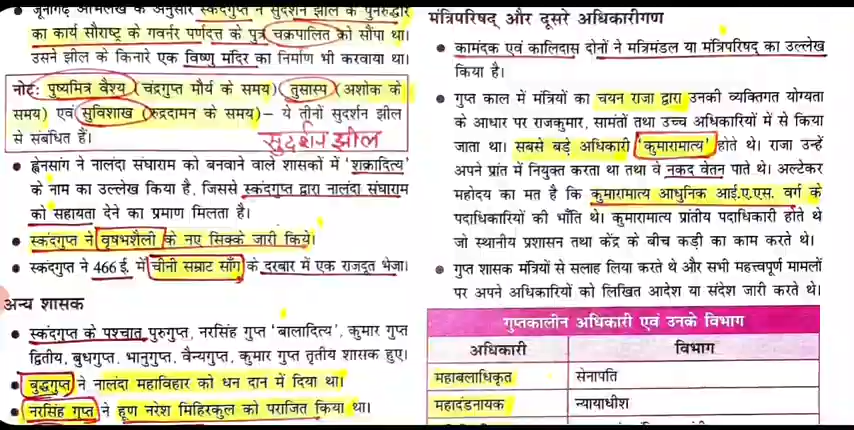 जूनागढ़ अभिलेख के अनुसार स्कंदगुप्त ने सुदर्शन झील के पुनरुद्धार
का कार्य सौराष्ट्र के गवर्नर पर्णदत्त के पुत्र चक्रपालित को सौंपा था।
उसने झील के किनारे एक विष्णु मंदिर का निर्माण भी करवाया था।
नोट: पुष्यमित्र वैश्य (चंद्रगुप्त मौर्य के समय) तुसास्प (अशोक के
समय) एवं सुविशाख (रुद्रदामन के समय)– ये तीनों सुदर्शन झील
से संबंधित हैं।
सुदर्शन झील
● ह्वेनसांग ने नालंदा संघाराम को बनवाने वाले शासकों में 'शक्रादित्य'
के नाम का उल्लेख किया है, जिससे स्कंदगुप्त द्वारा नालंदा संघाराम
को सहायता देने का प्रमाण मिलता है।
● स्कंदगुप्त ने वृषभशैली के नए सिक्के जारी किये।
● स्कंदगुप्त ने 466 ई. में चीनी सम्राट सोंग के दरबार में एक राजदूत भेजा।
अन्य शासक
● स्कंदगुप्त के पश्चात् पुरुगुप्त, नरसिंह गुप्त 'बालादित्य', कुमार गुप्त
द्वितीय, बुधगुप्त, भानुगुप्त, वैन्यगुप्त, कुमार गुप्त तृतीय शासक हुए।
● बुद्धगुप्त ने नालंदा महाविहार को धन दान में दिया था।
● नरसिंह गुप्त ने हूण नरेश मिहिरकुल को पराजित किया था।
मंत्रिपरिषद् और दूसरे अधिकारीगण
● कामंदक एवं कालिदास दोनों ने मत्रिमंडल या मंत्रिपरिषद् का उल्लेख
किया है।
● गुप्त काल में मंत्रियों का चयन राजा द्वारा उनकी व्यक्तिगत योग्यता
के आधार पर राजकुमार, सामंतों तथा उच्च अधिकारियों में से किया
जाता था। सबसे बड़े अधिकारी 'कुमारामात्य' होते थे। राजा उन्हें
अपने प्रांत में नियुक्त करता था तथा वे नकद वेतन पाते थे। अल्टेकर
महोदय का मत है कि कुमारामात्य आधुनिक आई.ए.एस. वर्ग के
पदाधिकारियों की भाँति थे। कुमारामात्य प्रांतीय पदाधिकारी होते थे
जो स्थानीय प्रशासन तथा केंद्र के बीच कड़ी का काम करते थे।
● गुप्त शासक मंत्रियों से सलाह लिया करते थे और सभी महत्त्वपूर्ण मामलों
पर अपने अधिकारियों को लिखित आदेश या संदेश जारी करते थे।
गुप्तकालीन अधिकारी एवं उनके विभाग
अधिकारी विभाग
महाबलाधिकृत सेनापति
महादंडनायक न्यायाधीश